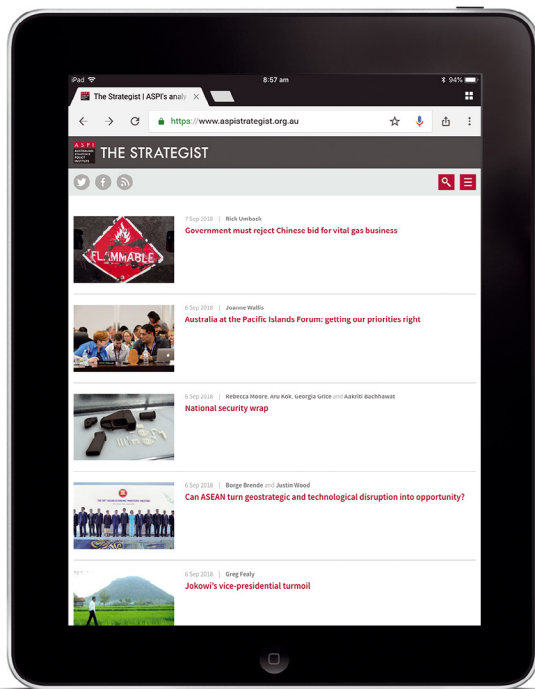 iPad 8:57 am 94%
The Strategist | ASPI's analy
https://www.aspistrategist.org.au
ASPI
AUSTRALIAN
STRATEGIC
POLICY
INSTITUTE
THE STRATEGIST
7 Sep 2018 | Rick Umback
Government must reject Chinese bid for vital gas business
FLAMMABLE
6 Sep 2018 | Joanne Wallis
Australia at the Pacific Islands Forum: getting our priorities right
6 Sep 2018 | Rebecca Moore, Aru Kok, Georgia Grice and Aakriti Bachhawat
National security wrap
6 Sep 2018 | Borge Brende and Justin Wood
Can ASEAN turn geostrategic and technological disruption into opportunity?
6 Sep 2018 | Greg Fealy
Jokowi's vice-presidential turmoil